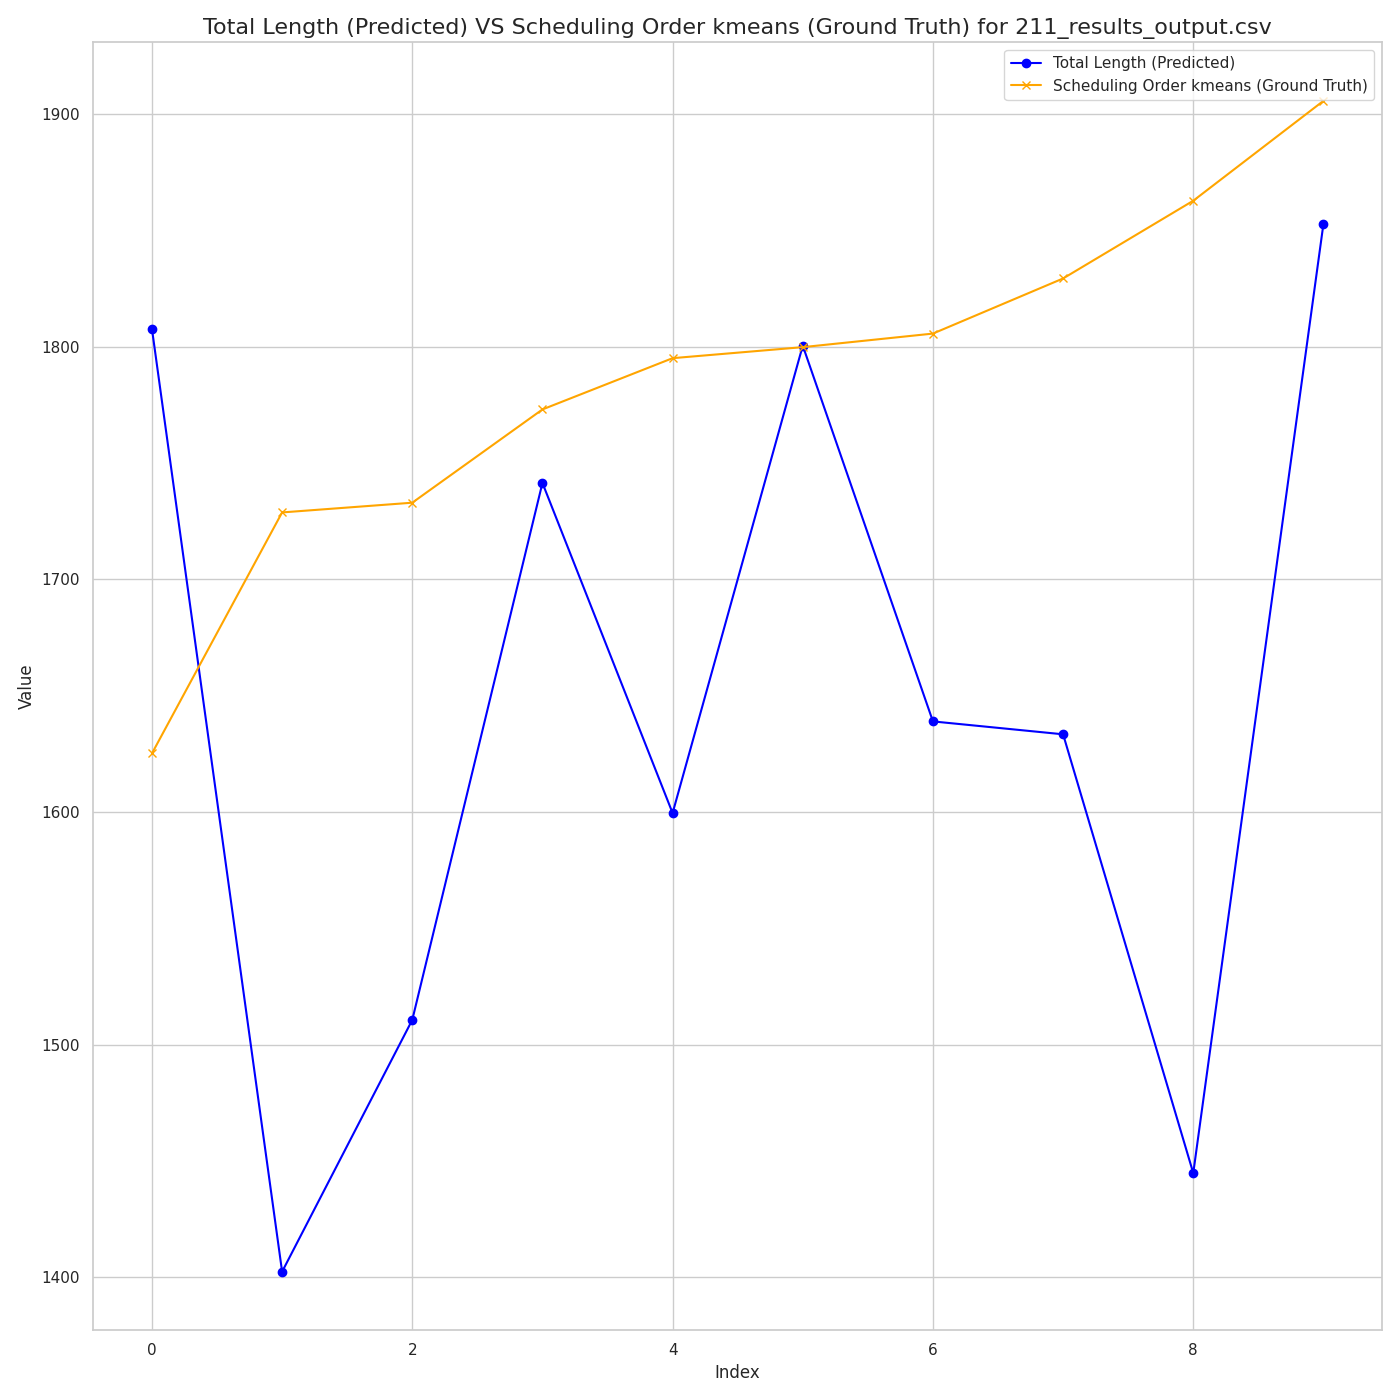 Total Length (Predicted) VS Scheduling Order kmeans (Ground Truth) for 211_results_output.csv
Total Length (Predicted)
Scheduling Order kmeans (Ground Truth)
1900
1800
1700
1600
1500
1400
Value
0 2 4 6 8
Index